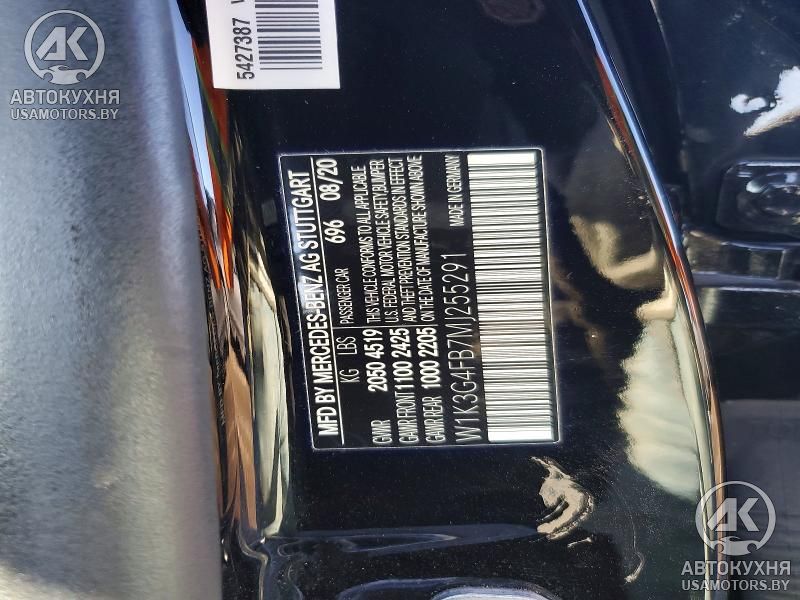 АК
АВТОКУХНЯ
USAMOTORS.BY
5427387
MFD BY MERCEDES-BENZ AG STUTTGART
KG LBS PASSENGER CAR 696 08/20
GVWR 2050 4519 THIS VEHICLE CONFORMS TO ALL APPLICABLE
GAWR FRONT 1100 2425 U.S. FEDERAL MOTOR VEHICLE SAFETY, BUMPER
AND THEFT PREVENTION STANDARDS IN EFFECT
GAWR REAR 1000 2205 ON THE DATE OF MANUFACTURE SHOWN ABOVE
W1K3G4FB7MJ255291 MADE IN GERMANY
АК
АВТОКУХНЯ
USAMOTORS.BY